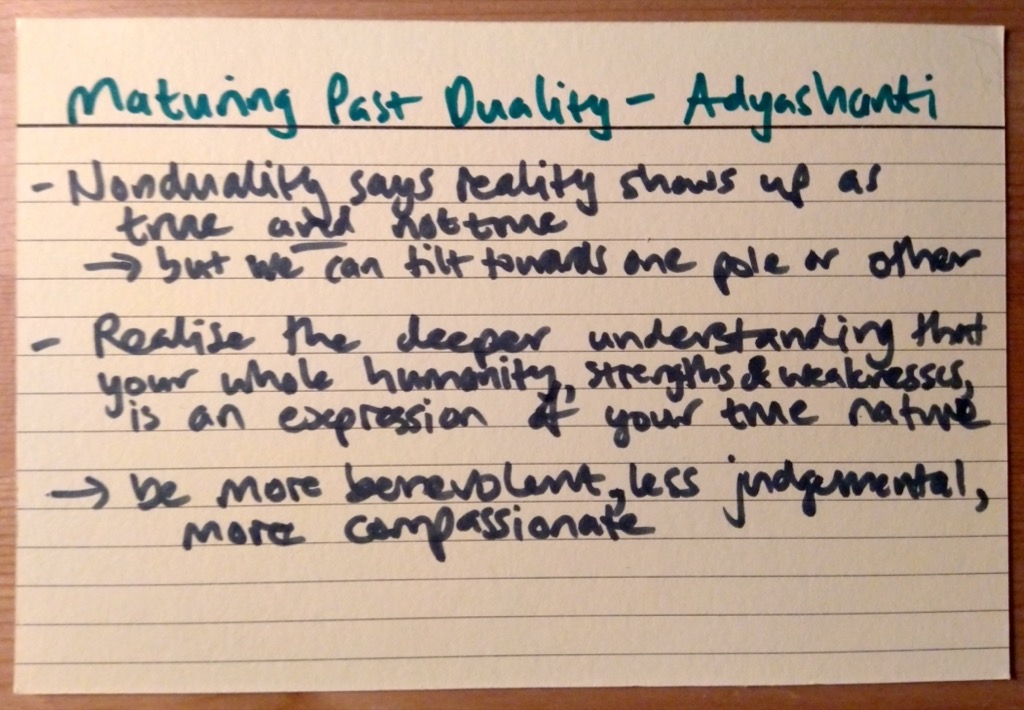 Maturing Past Duality - Adyashanti
- Nonduality says reality shows up as
true and not true
→ but we can tilt towards one pole or other
- Realise the deeper understanding that
your whole humanity, strengths & weaknesses,
is an expression of your true nature
→ be more benevolent, less judgemental,
more compassionate